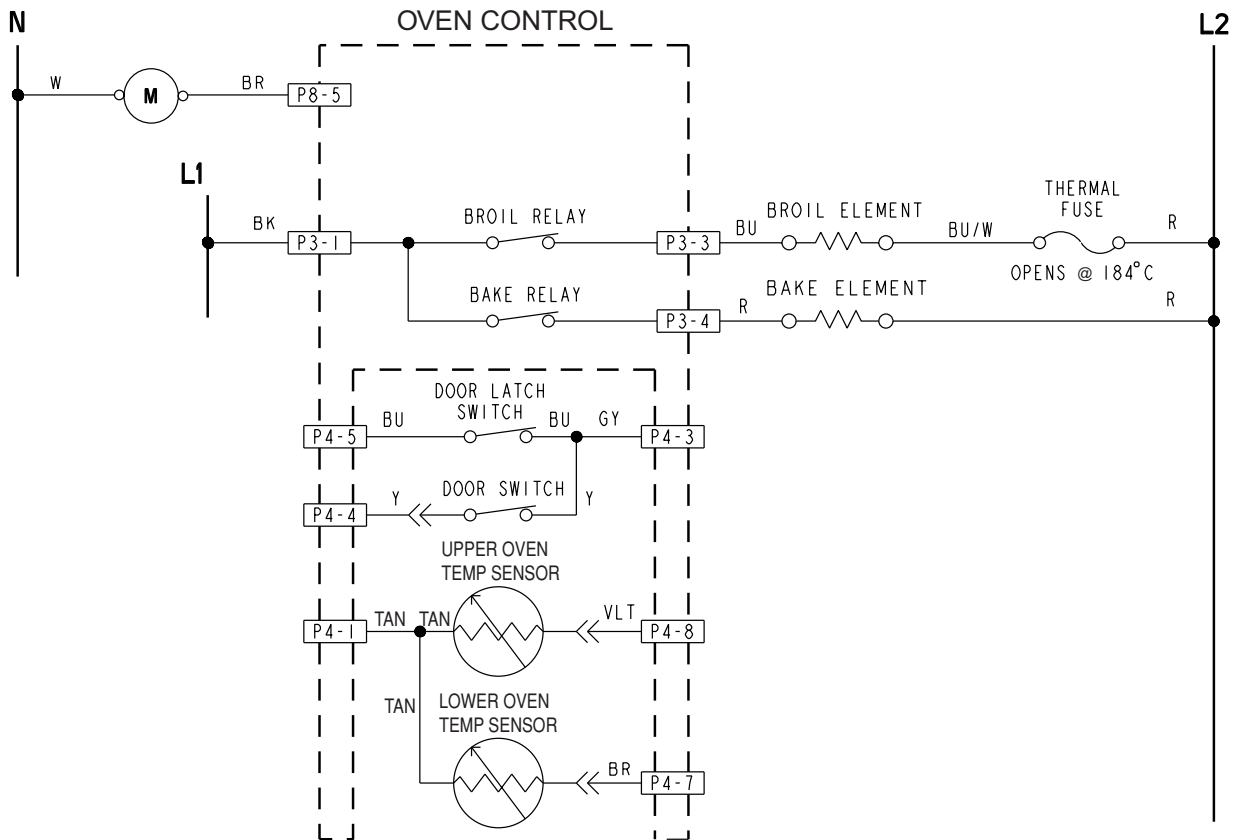 N
OVEN CONTROL
L2
W
M
BR
P8-5
L1
BK
P3-1
BROIL RELAY
P3-3
BU
BROIL ELEMENT
BU/W
THERMAL
FUSE
R
OPENS @ 184°C
BAKE RELAY
P3-4
R
BAKE ELEMENT
R
DOOR LATCH
SWITCH
P4-5
BU
BU
GY
P4-3
P4-4
Y
DOOR SWITCH
Y
UPPER OVEN
TEMP SENSOR
P4-1
TAN
TAN
VLT
P4-8
TAN
LOWER OVEN
TEMP SENSOR
BR
P4-7